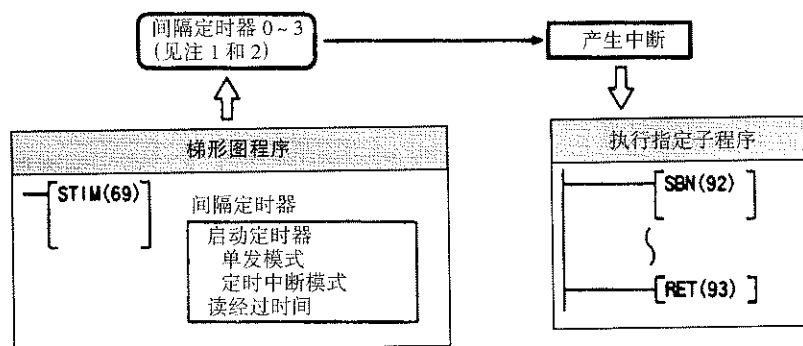 间隔定时器 0~3
(见注 1 和 2)
产生中断
梯形图程序
STIM(69)
间隔定时器
启动定时器
单发模式
定时中断模式
读经过时间
执行指定子程序
SBN(92)
RET(93)